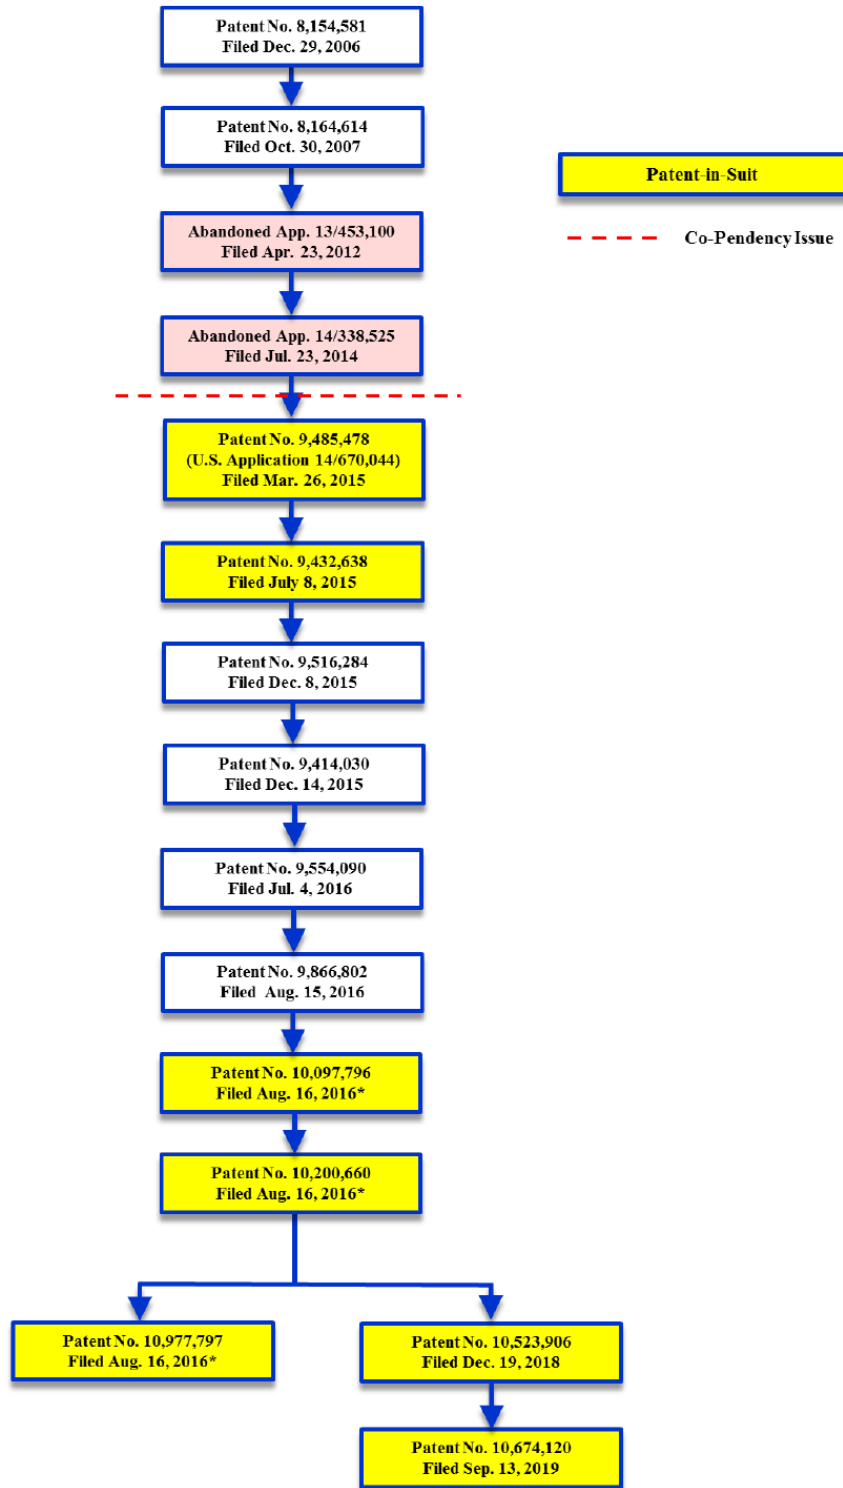 Patent No. 8,154,581
Filed Dec. 29, 2006
Patent No. 8,164,614
Filed Oct. 30, 2007
Patent-in-Suit
Abandoned App. 13/453,100
Filed Apr. 23, 2012
Co-Pendency Issue
Abandoned App. 14/338,525
Filed Jul. 23, 2014
Patent No. 9,485,478
(U.S. Application 14/670,044)
Filed Mar. 26, 2015
Patent No. 9,432,638
Filed July 8, 2015
Patent No. 9,516,284
Filed Dec. 8, 2015
Patent No. 9,414,030
Filed Dec. 14, 2015
Patent No. 9,554,090
Filed Jul. 4, 2016
Patent No. 9,866,802
Filed Aug. 15, 2016
Patent No. 10,097,796
Filed Aug. 16, 2016*
Patent No. 10,200,660
Filed Aug. 16, 2016*
Patent No. 10,977,797
Filed Aug. 16, 2016*
Patent No. 10,523,906
Filed Dec. 19, 2018
Patent No. 10,674,120
Filed Sep. 13, 2019